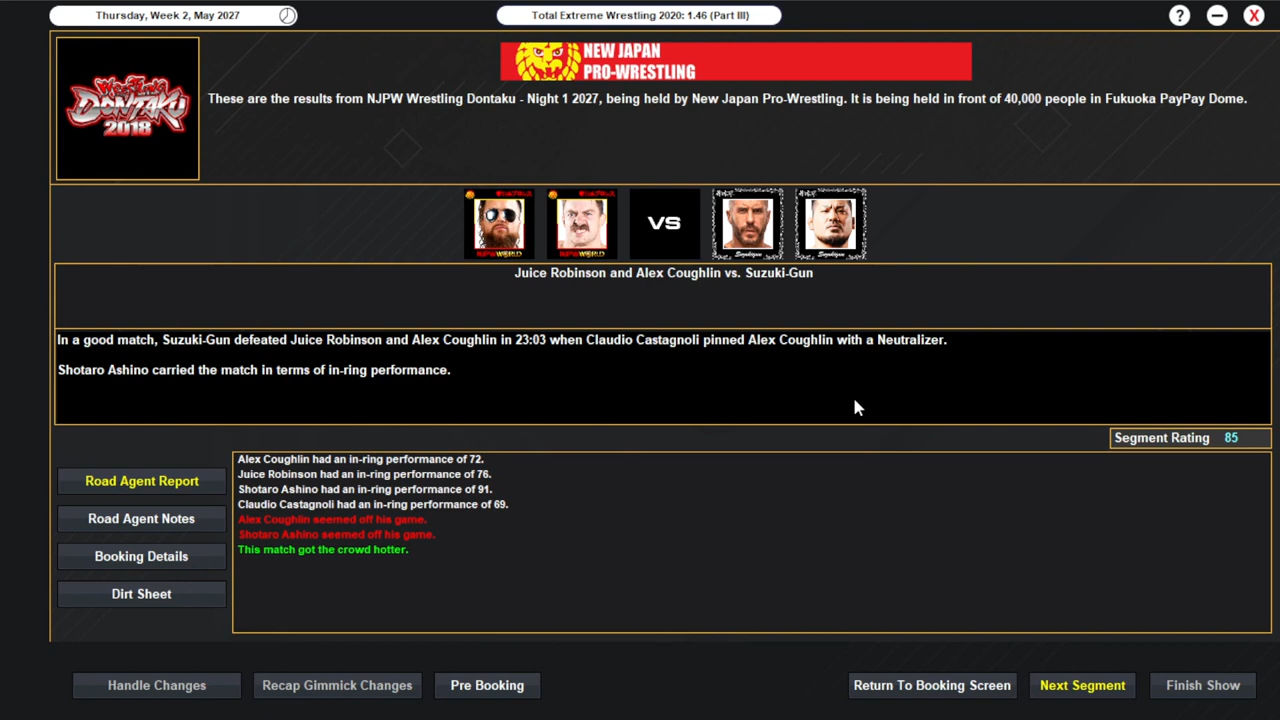 Thursday, Week 2, May 2027
Total Extreme Wrestling 2020: 1.46 (Part III)
?
X
WRESTLING
DONTAKU
2018
NEW JAPAN
PRO-WRESTLING
These are the results from NJPW Wrestling Dontaku - Night 1 2027, being held by New Japan Pro-Wrestling. It is being held in front of 40,000 people in Fukuoka PayPay Dome.
NJPW WORLD
NJPW WORLD
VS
Juice Robinson and Alex Coughlin vs. Suzuki-Gun
In a good match, Suzuki-Gun defeated Juice Robinson and Alex Coughlin in 23:03 when Claudio Castagnoli pinned Alex Coughlin with a Neutralizer.
Shotaro Ashino carried the match in terms of in-ring performance.
Segment Rating 85
Road Agent Report
Road Agent Notes
Booking Details
Dirt Sheet
Alex Coughlin had an in-ring performance of 72.
Juice Robinson had an in-ring performance of 76.
Shotaro Ashino had an in-ring performance of 91.
Claudio Castagnoli had an in-ring performance of 69.
Alex Coughlin seemed off his game.
Shotaro Ashino seemed off his game.
This match got the crowd hotter.
Handle Changes
Recap Gimmick Changes
Pre Booking
Return To Booking Screen
Next Segment
Finish Show